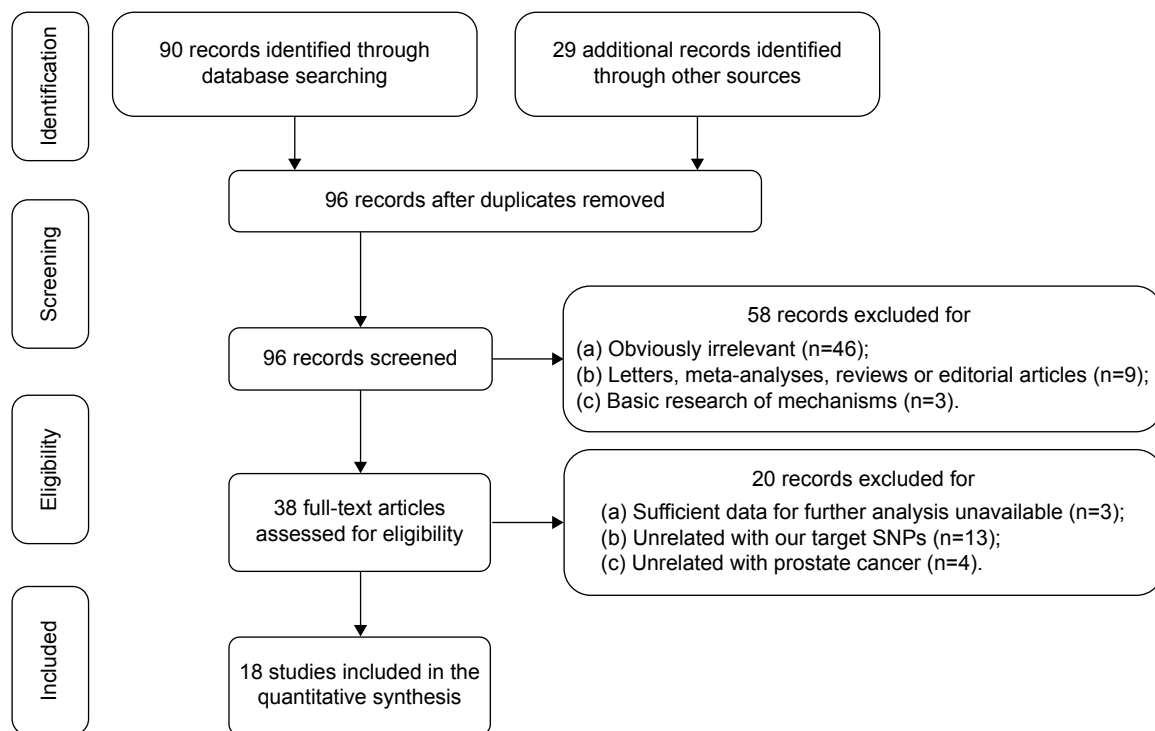 Identification
90 records identified through
database searching
29 additional records identified
through other sources
96 records after duplicates removed
Screening
96 records screened
58 records excluded for
(a) Obviously irrelevant (n=46);
(b) Letters, meta-analyses, reviews or editorial articles (n=9);
(c) Basic research of mechanisms (n=3).
Eligibility
38 full-text articles
assessed for eligibility
20 records excluded for
(a) Sufficient data for further analysis unavailable (n=3);
(b) Unrelated with our target SNPs (n=13);
(c) Unrelated with prostate cancer (n=4).
Included
18 studies included in the
quantitative synthesis